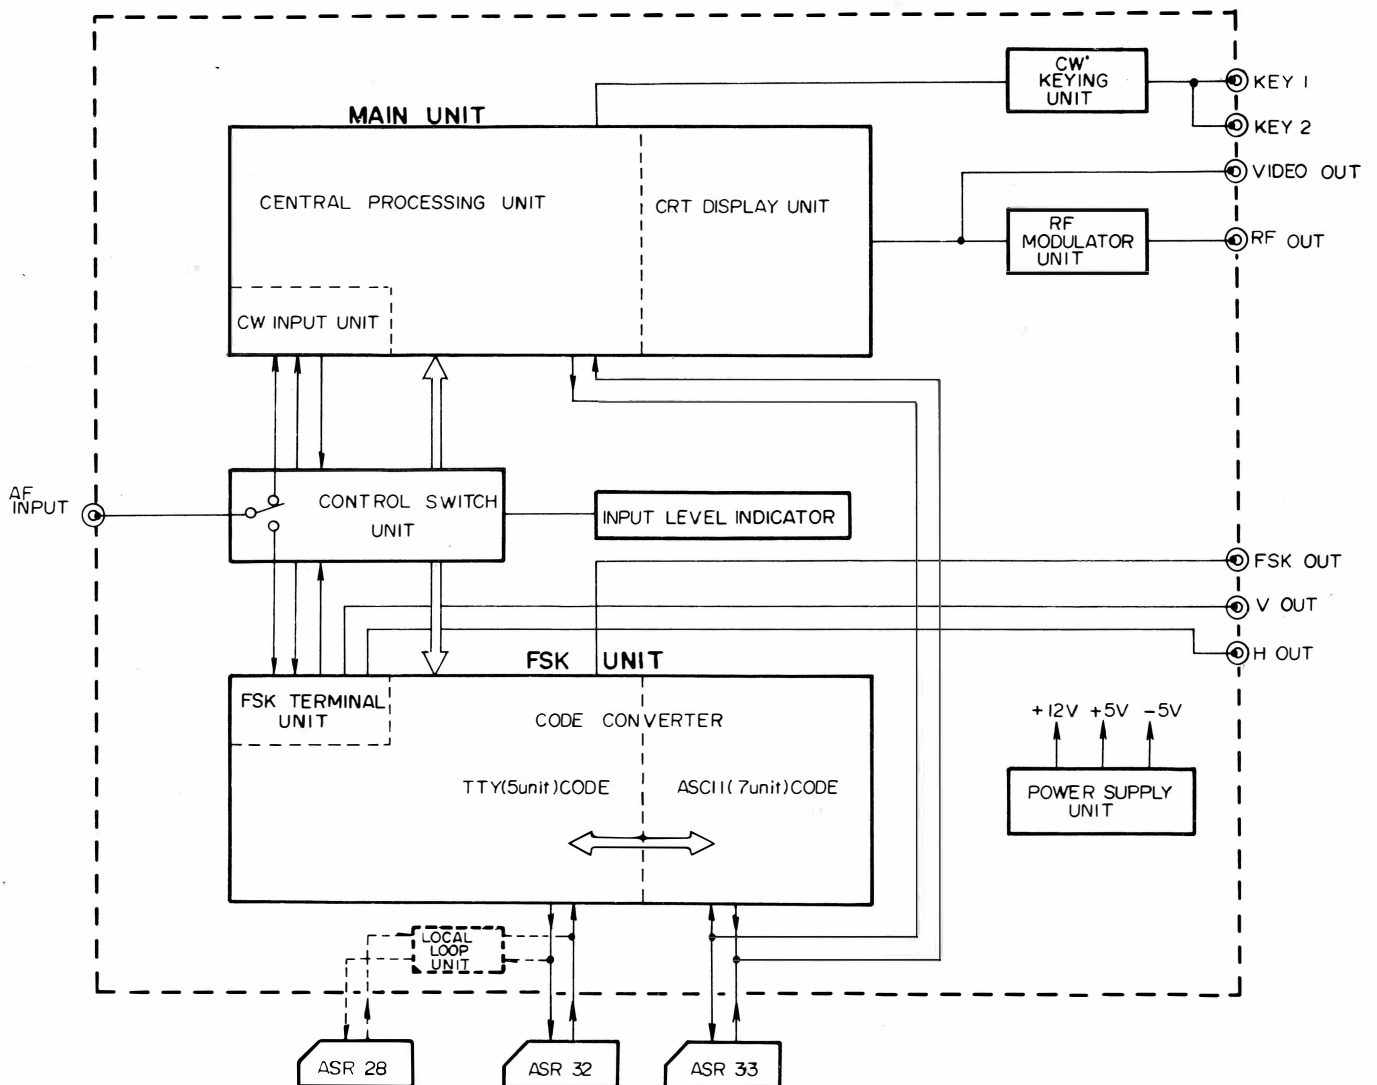 CW
KEYING
UNIT
KEY 1
KEY 2
MAIN UNIT
VIDEO OUT
CENTRAL PROCESSING UNIT
CRT DISPLAY UNIT
RF
MODULATOR
UNIT
RF OUT
CW INPUT UNIT
AF
INPUT
CONTROL SWITCH
UNIT
INPUT LEVEL INDICATOR
FSK OUT
V OUT
H OUT
FSK UNIT
FSK TERMINAL
UNIT
CODE CONVERTER
+12V +5V -5V
TTY(5unit)CODE
ASCII(7unit)CODE
POWER SUPPLY
UNIT
LOCAL
LOOP
UNIT
ASR 28
ASR 32
ASR 33